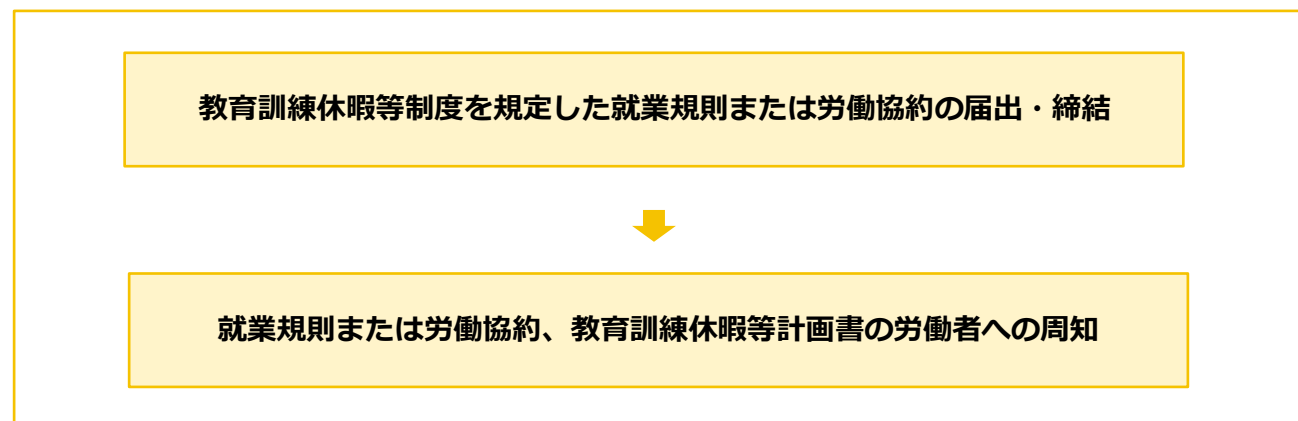 教育訓練休暇等制度を規定した就業規則または労働協約の届出・締結
就業規則または労働協約、教育訓練休暇等計画書の労働者への周知